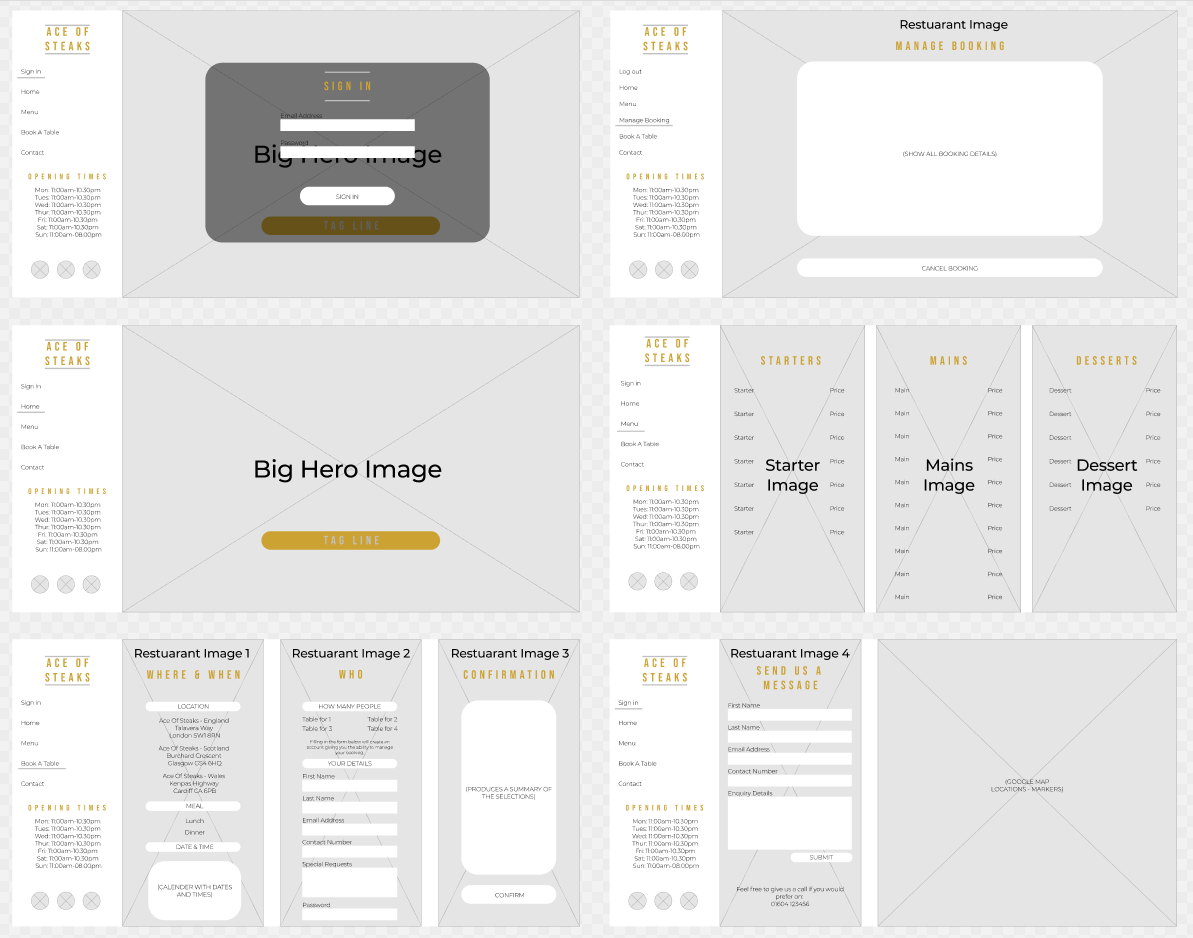 ACE OF
STEAKS
Sign in
Home
Menu
Book A Table
Contact
OPENING TIMES
Mon: 11:00am-10.30pm
Tues: 11:00am-10.30pm
Wed: 11:00am-10.30pm
Thur: 11:00am-10.30pm
Fri: 11:00am-10.30pm
Sat: 11:00am-10.30pm
Sun: 11:00am-08.00pm
SIGN IN
Email Address
Password
Big Hero Image
SIGN IN
TAG LINE
ACE OF
STEAKS
Log out
Home
Menu
Manage Booking
Book A Table
Contact
OPENING TIMES
Mon: 11:00am-10.30pm
Tues: 11:00am-10.30pm
Wed: 11:00am-10.30pm
Thur: 11:00am-10.30pm
Fri: 11:00am-10.30pm
Sat: 11:00am-10.30pm
Sun: 11:00am-08.00pm
Restuarant Image
MANAGE BOOKING
(SHOW ALL BOOKING DETAILS)
CANCEL BOOKING
ACE OF
STEAKS
Sign in
Home
Menu
Book A Table
Contact
OPENING TIMES
Mon: 11:00am-10.30pm
Tues: 11:00am-10.30pm
Wed: 11:00am-10.30pm
Thur: 11:00am-10.30pm
Fri: 11:00am-10.30pm
Sat: 11:00am-10.30pm
Sun: 11:00am-08.00pm
Big Hero Image
TAG LINE
ACE OF
STEAKS
Sign in
Home
Menu
Book A Table
Contact
OPENING TIMES
Mon: 11:00am-10.30pm
Tues: 11:00am-10.30pm
Wed: 11:00am-10.30pm
Thur: 11:00am-10.30pm
Fri: 11:00am-10.30pm
Sat: 11:00am-10.30pm
Sun: 11:00am-08.00pm
STARTERS
Starter Price
Starter Price
Starter Price
Starter Price
Starter Price
Starter Price
Starter Price
Starter
Image
MAINS
Main Price
Main Price
Main Price
Main Price
Main Price
Main Price
Main Price
Main Price
Main Price
Main Price
Mains
Image
DESSERTS
Dessert Price
Dessert Price
Dessert Price
Dessert Price
Dessert Price
Dessert Price
Dessert
Image
ACE OF
STEAKS
Sign in
Home
Menu
Book A Table
Contact
OPENING TIMES
Mon: 11:00am-10.30pm
Tues: 11:00am-10.30pm
Wed: 11:00am-10.30pm
Thur: 11:00am-10.30pm
Fri: 11:00am-10.30pm
Sat: 11:00am-10.30pm
Sun: 11:00am-08.00pm
Restuarant Image 1
WHERE & WHEN
LOCATION
Ace Of Steaks - England
Talavera Way
London SW1 8RN
Ace Of Steaks - Scotland
Burchard Crescent
Glasgow GS4 6HQ
Ace Of Steaks - Wales
Kenpas Highway
Cardiff CA 6PB
MEAL
Lunch
Dinner
DATE & TIME
(CALENDER WITH DATES
AND TIMES)
Restuarant Image 2
WHO
HOW MANY PEOPLE
Table for 1 Table for 2
Table for 3 Table for 4
Filling in the form below will create an
account giving you the ability to manage
your booking.
YOUR DETAILS
First Name
Last Name
Email Address
Contact Number
Special Requests
Password
Restuarant Image 3
CONFIRMATION
(PRODUCES A SUMMARY OF
THE SELECTIONS)
CONFIRM
ACE OF
STEAKS
Sign in
Home
Menu
Book A Table
Contact
OPENING TIMES
Mon: 11:00am-10.30pm
Tues: 11:00am-10.30pm
Wed: 11:00am-10.30pm
Thur: 11:00am-10.30pm
Fri: 11:00am-10.30pm
Sat: 11:00am-10.30pm
Sun: 11:00am-08.00pm
Restuarant Image 4
SEND US A
MESSAGE
First Name
Last Name
Email Address
Contact Number
Enquiry Details
SUBMIT
Feel free to give us a call if you would
prefer on:
01604 123456
(GOOGLE MAP
LOCATIONS - MARKERS)